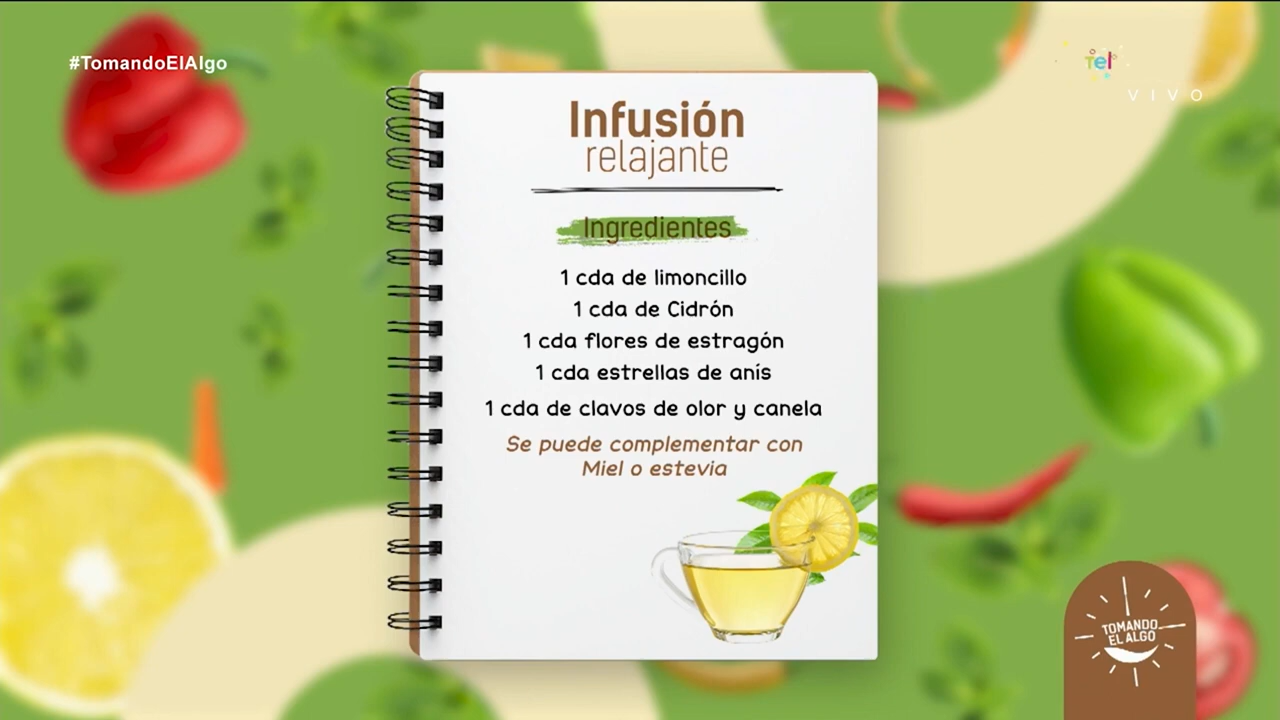 #TomandoElAlgo
tel
VIVO
Infusión
relajante
Ingredientes
1 cda de limoncillo
1 cda de Cidrón
1 cda flores de estragón
1 cda estrellas de anís
1 cda de clavos de olor y canela
Se puede complementar con
Miel o estevia
TOMANDO
EL ALGO